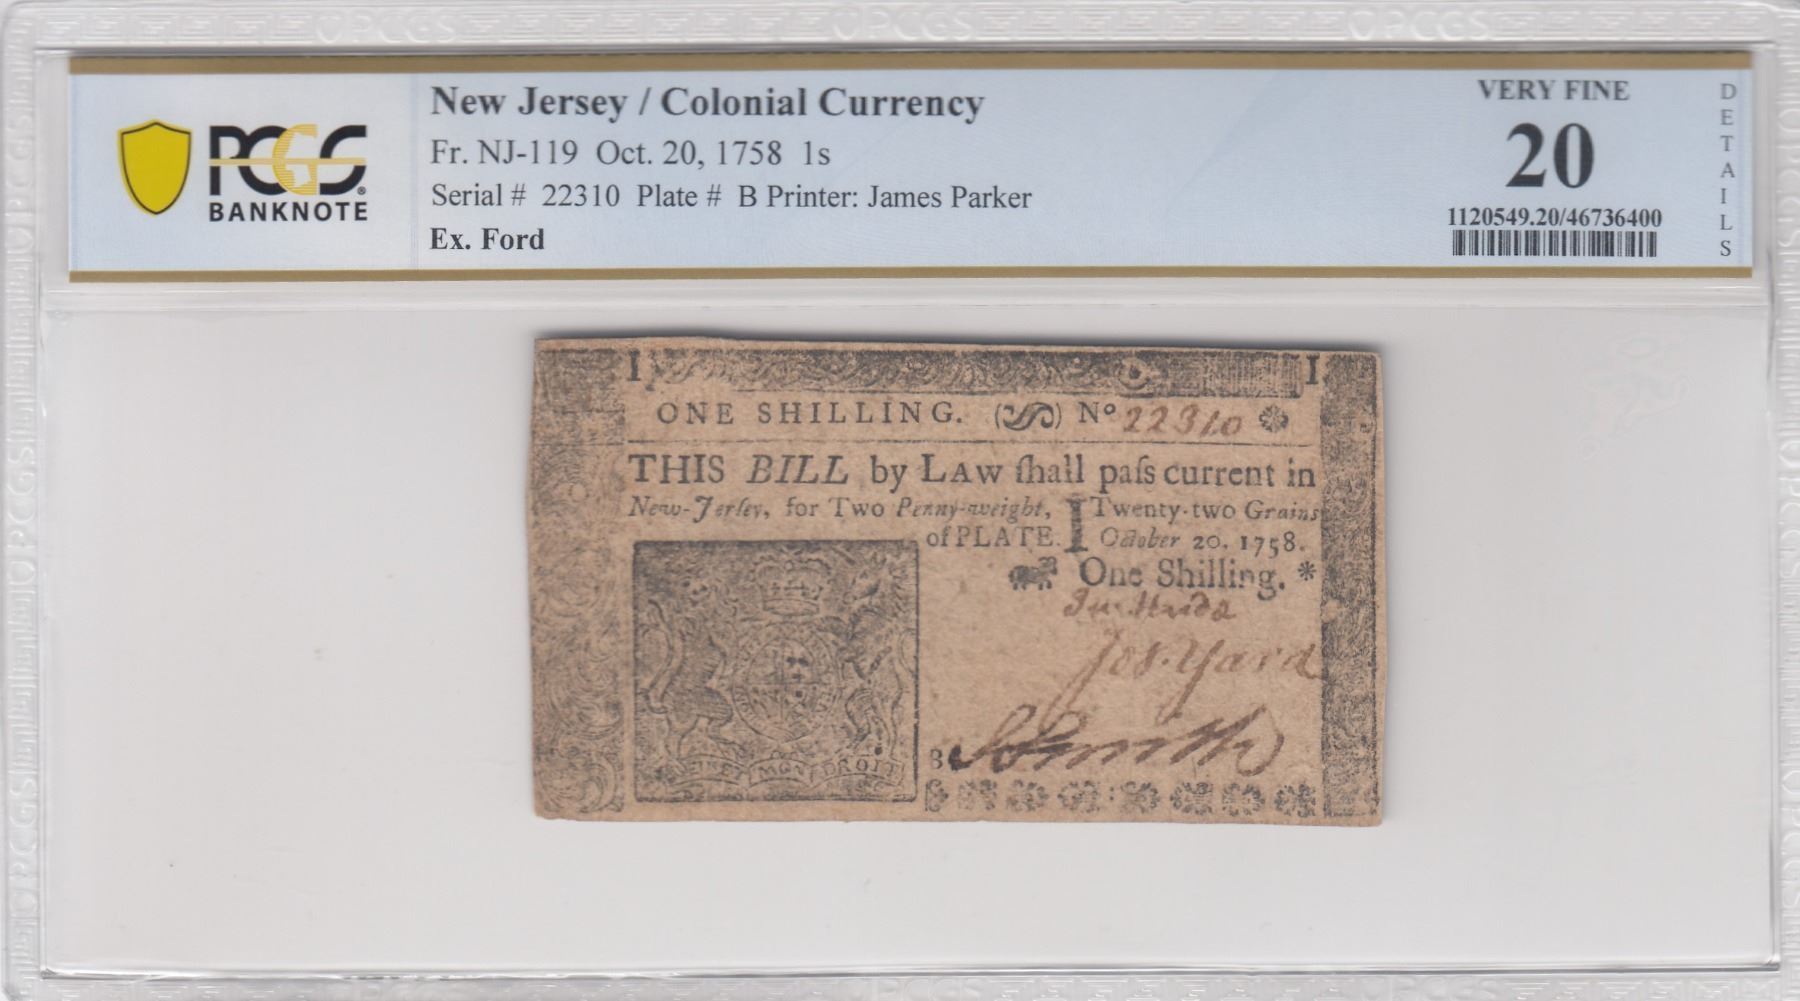 PCGS
BANKNOTE
New Jersey / Colonial Currency
Fr. NJ-119 Oct. 20, 1758 1s
Serial # 22310 Plate # B Printer: James Parker
Ex. Ford
VERY FINE
20
1120549.20/46736400
DETAILS
I I
ONE SHILLING. No 22310
THIS BILL by LAW ſhall paſs current in
New-Jerſey, for Two Penny-weight, I Twenty-two Grains
of PLATE. October 20, 1758.
One Shilling. *
Jos. Yard
B SSmith
MON DROIT